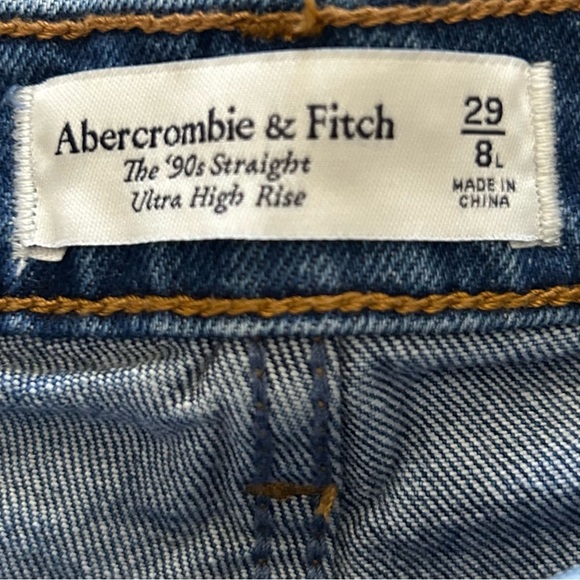 Abercrombie & Fitch
The '90s Straight
Ultra High Rise
29
8L
MADE IN
CHINA